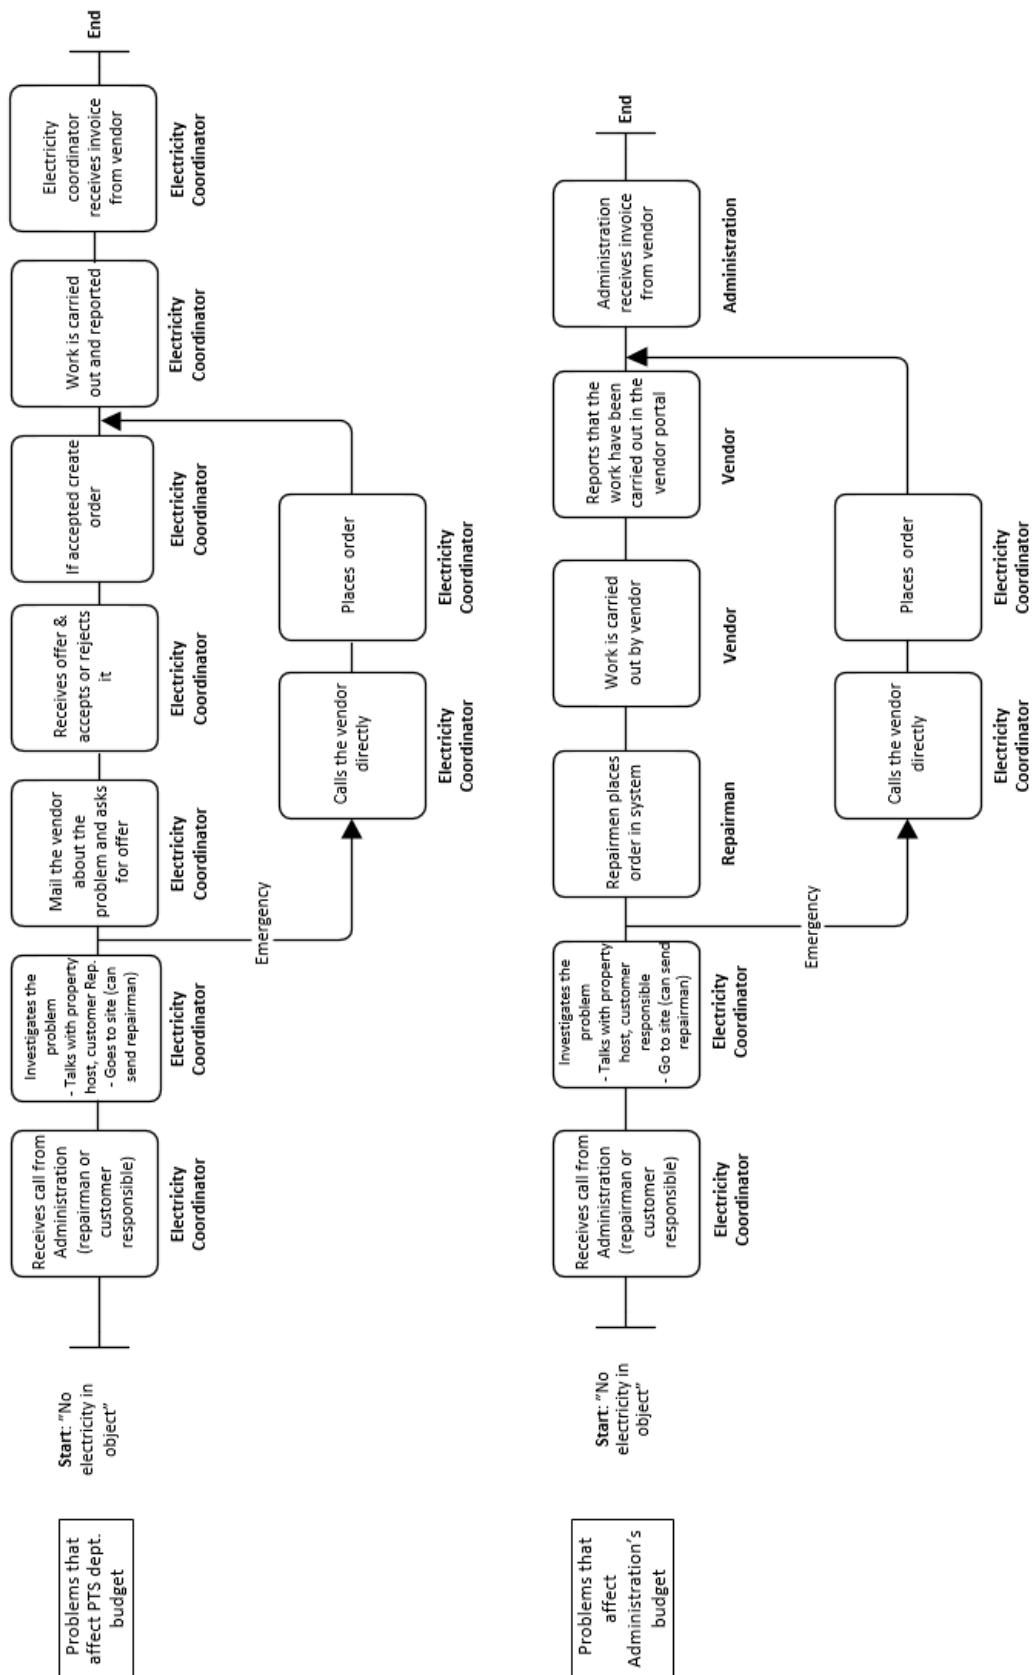 Problems that
affect PTS dept.
budget
Start: "No
electricity in
object"
Receives call from
Administration
(repairman or
customer
responsible)
Electricity
Coordinator
Investigates the
problem
- Talks with property
host, customer Rep.
- Goes to site (can
send repairman)
Electricity
Coordinator
Mail the vendor
about the
problem and asks
for offer
Electricity
Coordinator
Receives offer &
accepts or rejects
it
Electricity
Coordinator
If accepted create
order
Electricity
Coordinator
Work is carried
out and reported
Electricity
Coordinator
Electricity
coordinator
receives invoice
from vendor
Electricity
Coordinator
End
Emergency
Calls the vendor
directly
Electricity
Coordinator
Places order
Electricity
Coordinator
Problems that
affect
Administration's
budget
Start: "No
electricity in
object"
Receives call from
Administration
(repairman or
customer
responsible)
Electricity
Coordinator
Investigates the
problem
- Talks with property
host, customer
responsible
- Go to site (can send
repairman)
Electricity
Coordinator
Repairmen places
order in system
Repairman
Work is carried
out by vendor
Vendor
Reports that the
work have been
carried out in the
vendor portal
Vendor
Administration
receives invoice
from vendor
Administration
End
Emergency
Calls the vendor
directly
Electricity
Coordinator
Places order
Electricity
Coordinator